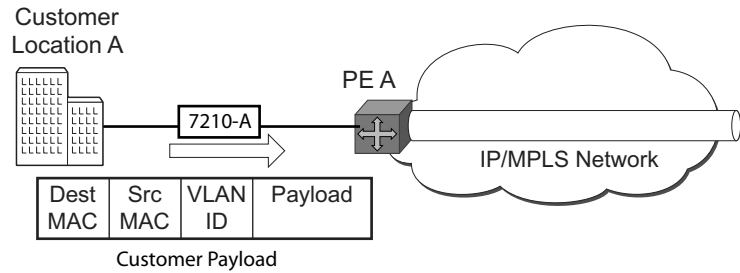 Customer
Location A
7210-A
PE A
IP/MPLS Network
Dest
MAC
Src
MAC
VLAN
ID
Payload
Customer Payload